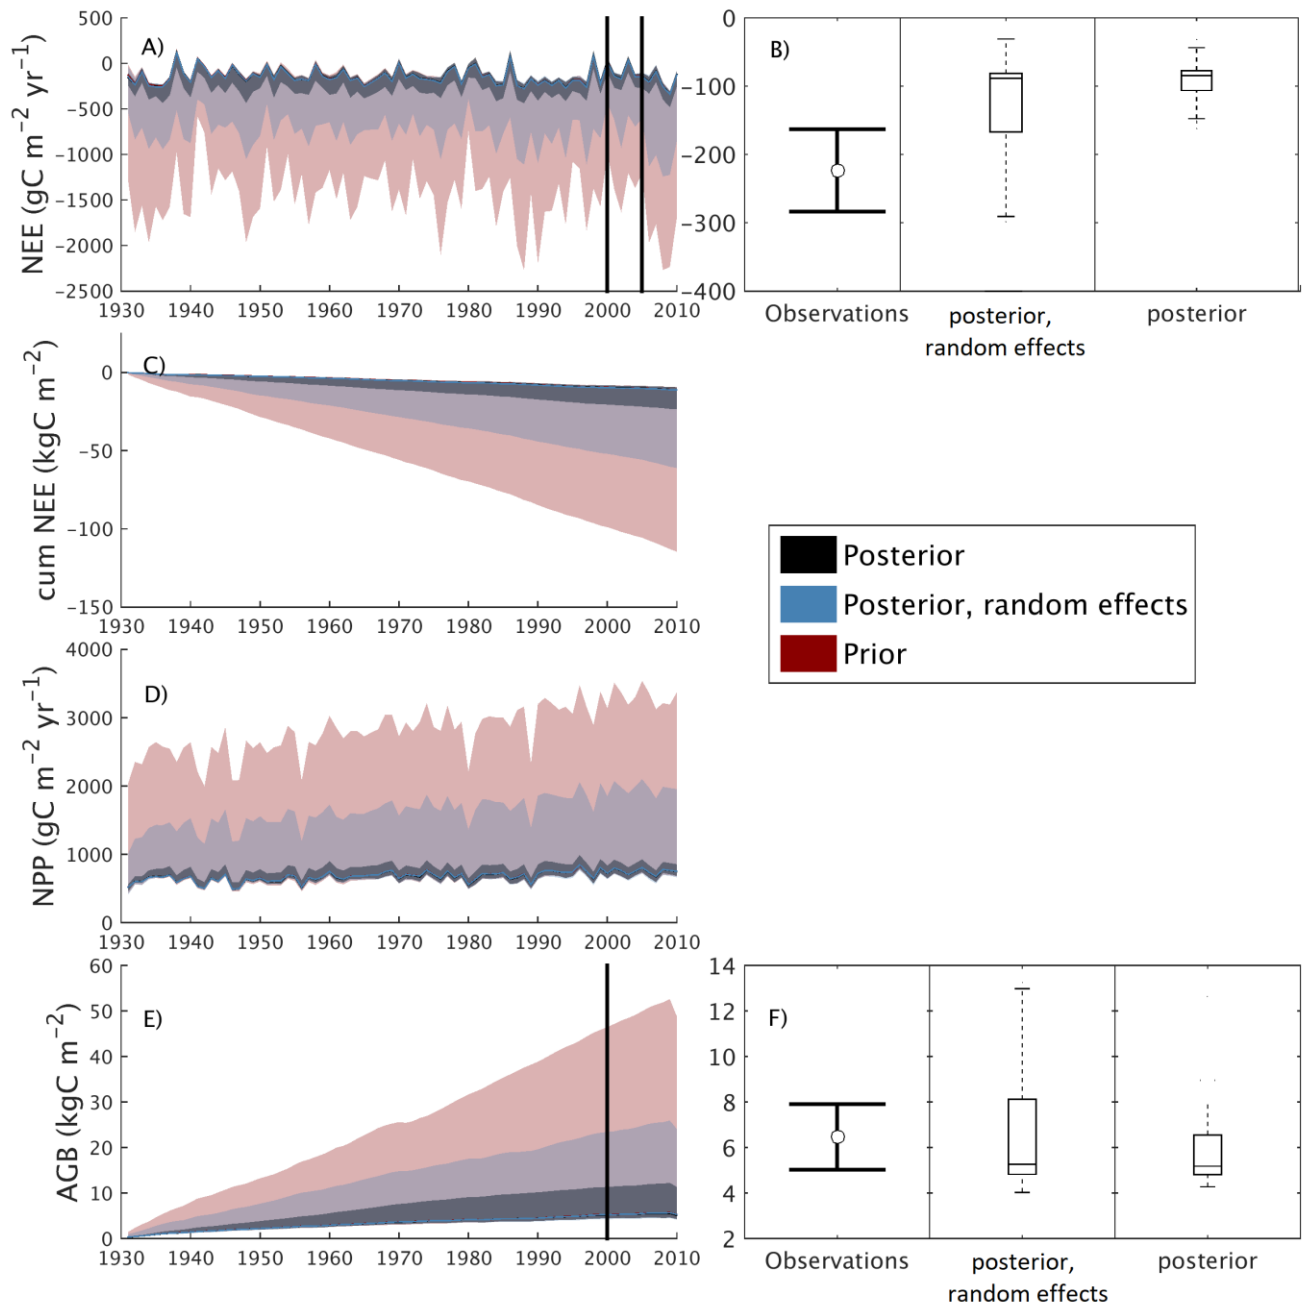 A)
NEE (gC m−2 yr−1)
500
0
−500
−1000
−1500
−2000
−2500
1930 1940 1950 1960 1970 1980 1990 2000 2010
B)
0
−100
−200
−300
−400
Observations
posterior,
random effects
posterior
C)
cum NEE (kgC m−2)
0
−50
−100
−150
1930 1940 1950 1960 1970 1980 1990 2000 2010
Posterior
Posterior, random effects
Prior
D)
NPP (gC m−2 yr−1)
4000
3000
2000
1000
0
1930 1940 1950 1960 1970 1980 1990 2000 2010
E)
AGB (kgC m−2)
60
50
40
30
20
10
0
1930 1940 1950 1960 1970 1980 1990 2000 2010
F)
14
12
10
8
6
4
2
Observations
posterior,
random effects
posterior